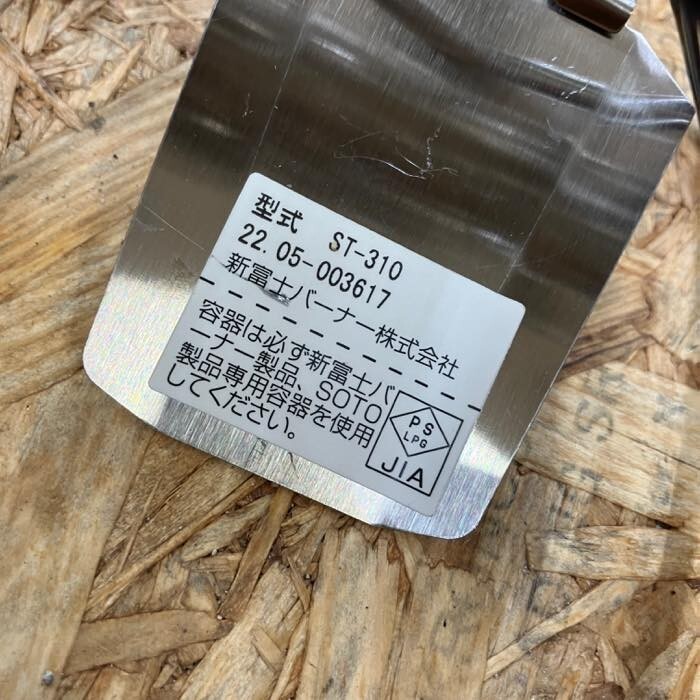 型式 ST-310
22.05-003617
新富士バーナー株式会社
容器は必ず新富士バ
ーナー製品、SOTO
製品専用容器を使用
してください。
PS
LPG
JIA